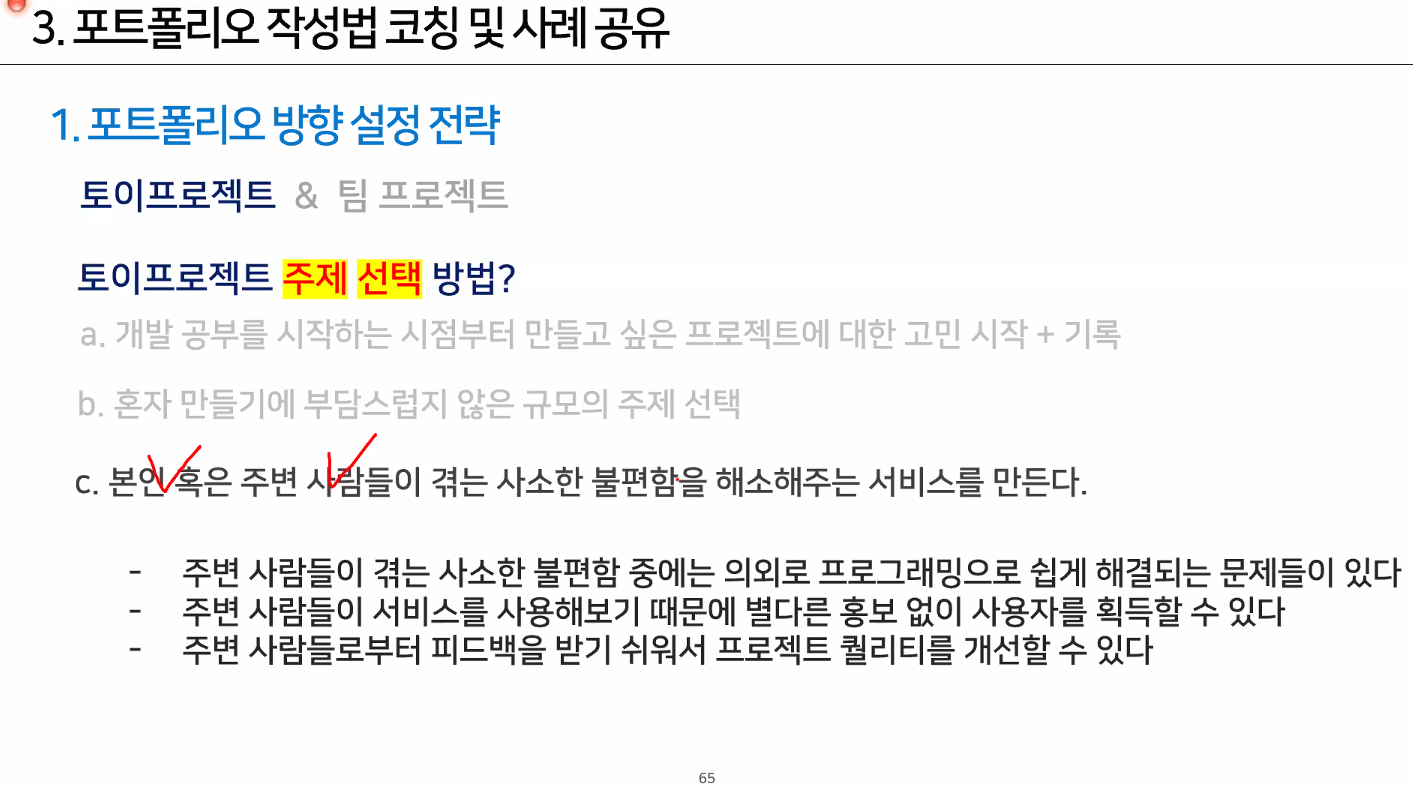 3. 포트폴리오 작성법 코칭 및 사례 공유
1. 포트폴리오 방향 설정 전략
토이프로젝트 & 팀 프로젝트
토이프로젝트 주제 선택 방법?
a. 개발 공부를 시작하는 시점부터 만들고 싶은 프로젝트에 대한 고민 시작 + 기록
b. 혼자 만들기에 부담스럽지 않은 규모의 주제 선택
c. 본인 혹은 주변 사람들이 겪는 사소한 불편함을 해소해주는 서비스를 만든다.
- 주변 사람들이 겪는 사소한 불편함 중에는 의외로 프로그래밍으로 쉽게 해결되는 문제들이 있다
- 주변 사람들이 서비스를 사용해보기 때문에 별다른 홍보 없이 사용자를 획득할 수 있다
- 주변 사람들로부터 피드백을 받기 쉬워서 프로젝트 퀄리티를 개선할 수 있다
65